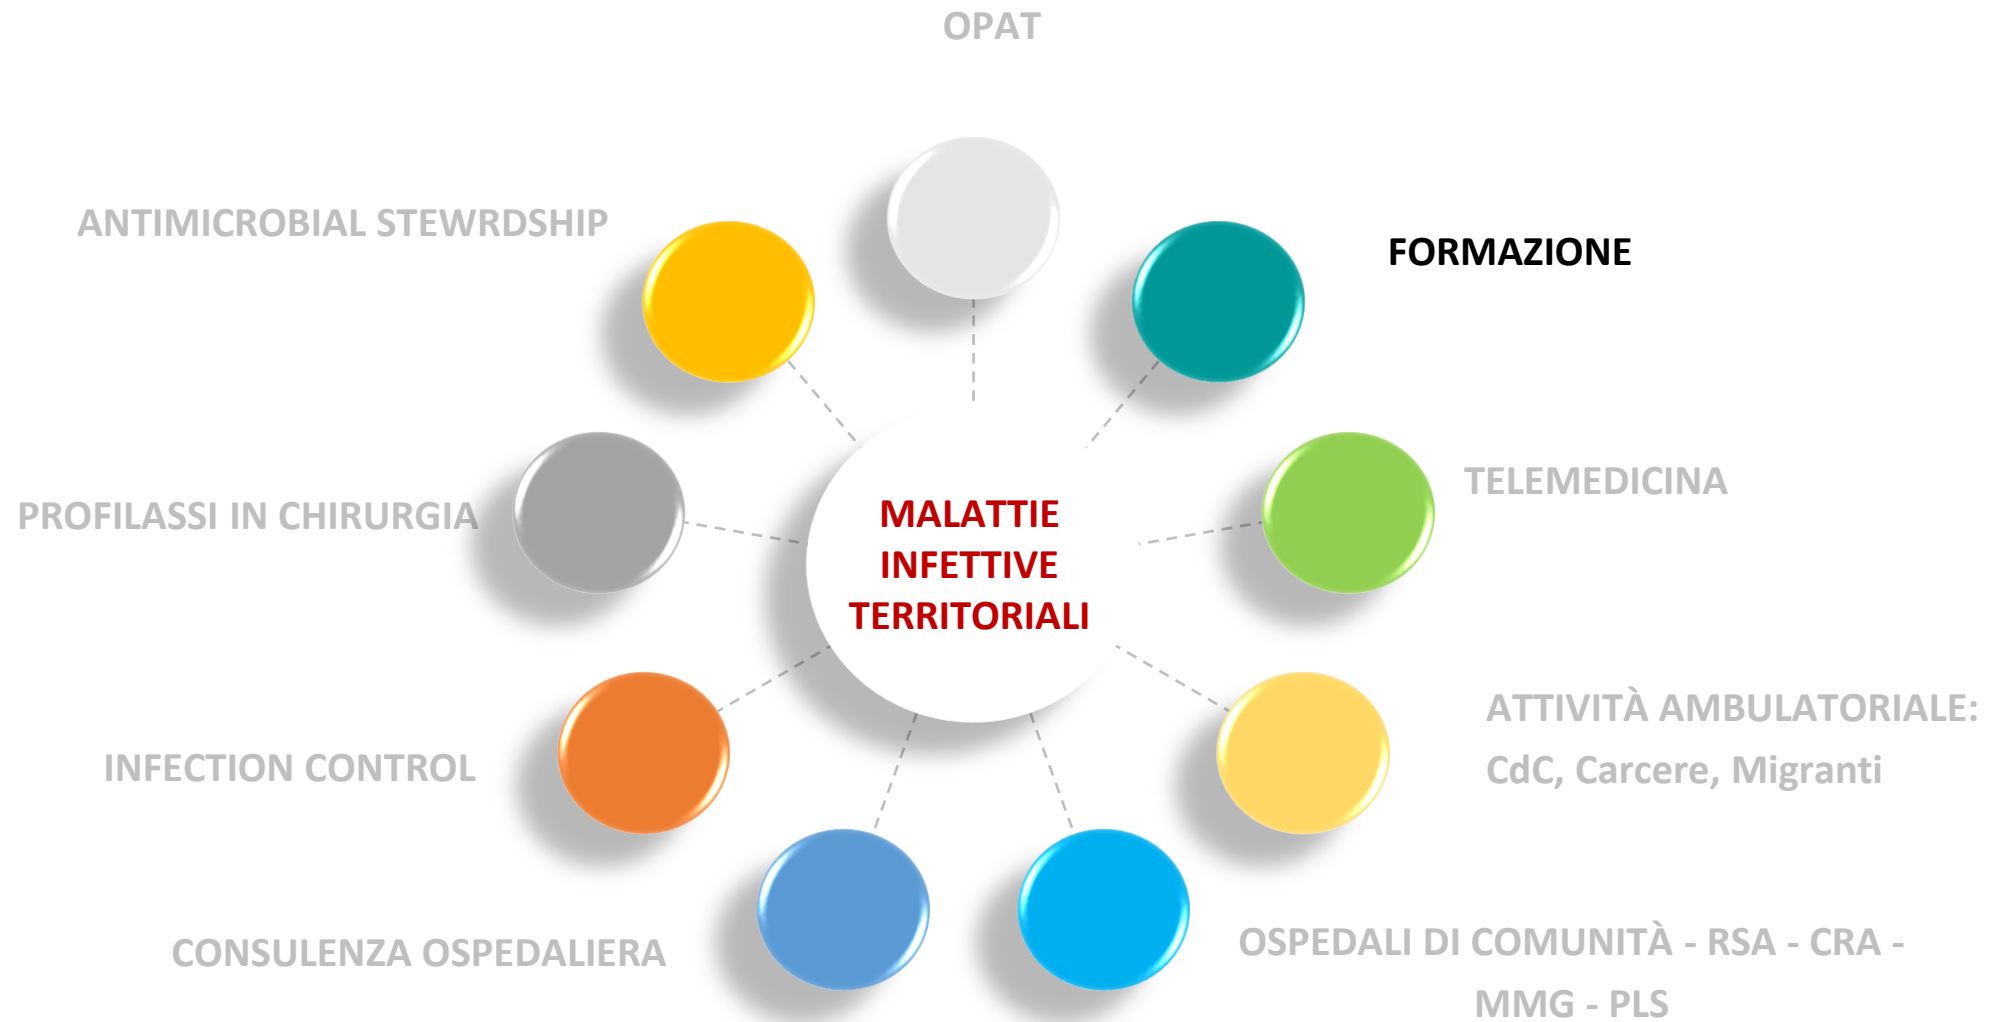 OPAT
ANTIMICROBIAL STEWRDSHIP
FORMAZIONE
TELEMEDICINA
PROFILASSI IN CHIRURGIA
MALATTIE
INFETTIVE
TERRITORIALI
ATTIVITÀ AMBULATORIALE:
CdC, Carcere, Migranti
INFECTION CONTROL
CONSULENZA OSPEDALIERA
OSPEDALI DI COMUNITÀ - RSA - CRA -
MMG - PLS